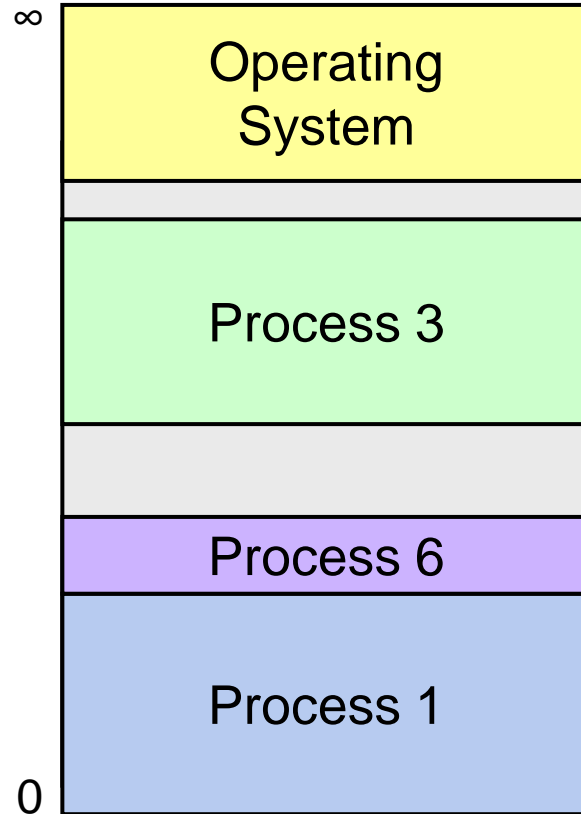 ∞
Operating
System
Process 3
Process 6
Process 1
0